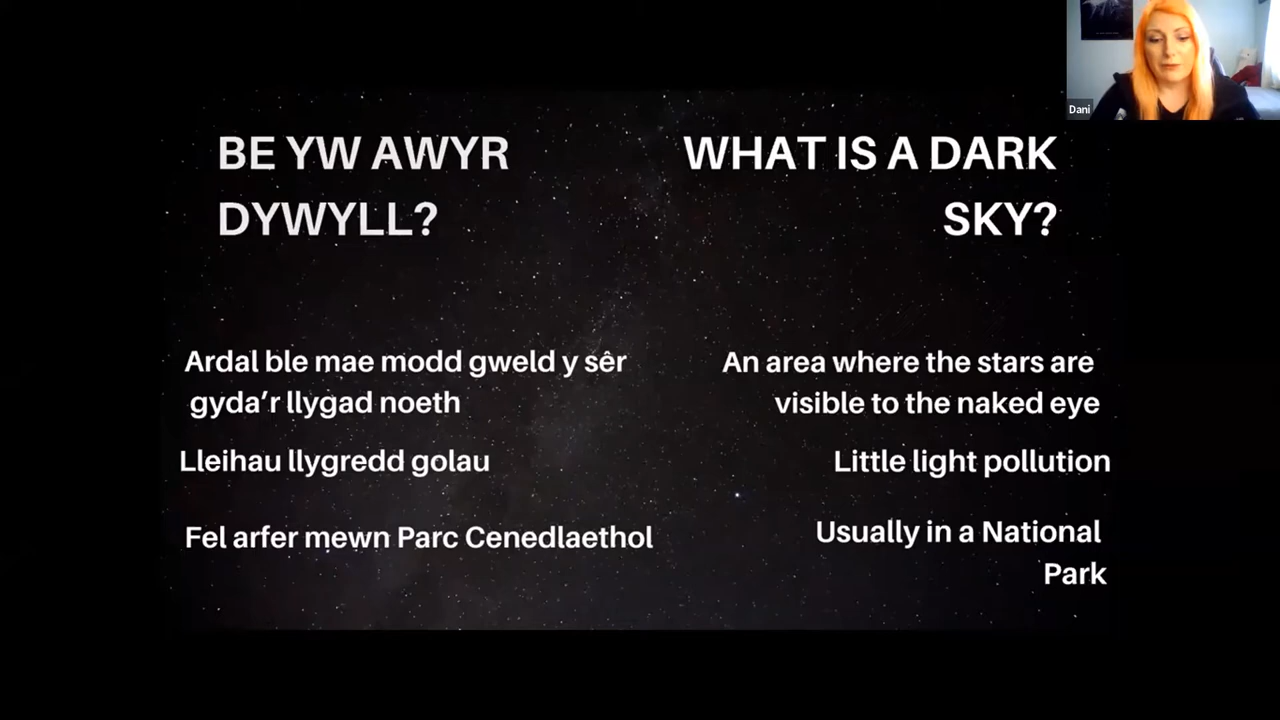 BE YW AWYR
DYWYLL?
Ardal ble mae modd gweld y sêr
gyda’r llygad noeth
Lleihau llygredd golau
Fel arfer mewn Parc Cenedlaethol
WHAT IS A DARK
SKY?
An area where the stars are
visible to the naked eye
Little light pollution
Usually in a National
Park
Dani